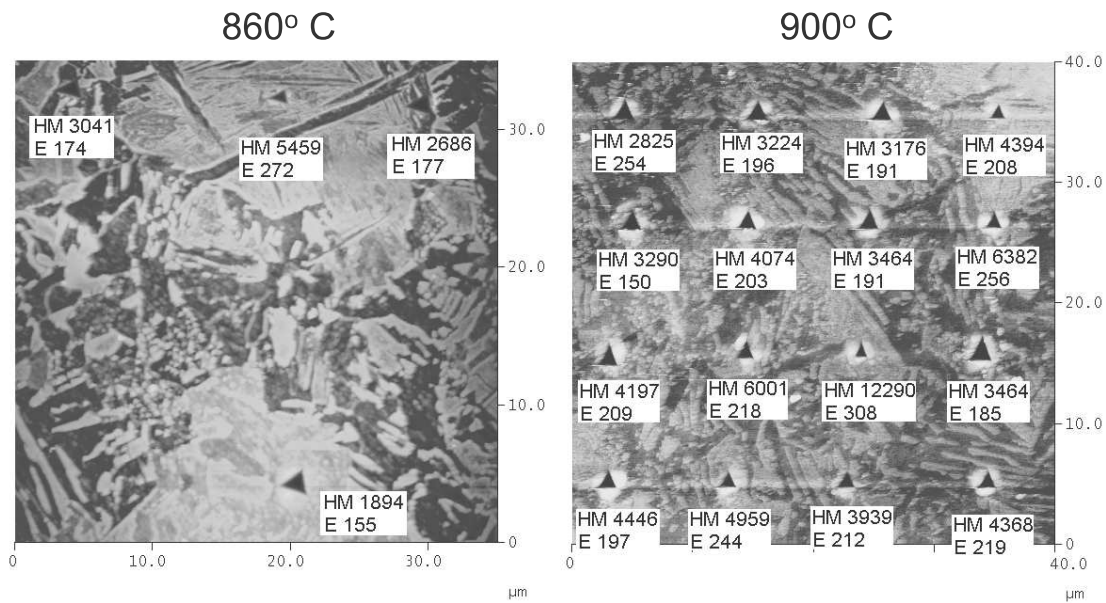 860° C
900° C
HM 3041
E 174
HM 5459
E 272
HM 2686
E 177
HM 1894
E 155
30.0
20.0
10.0
0
0
10.0
20.0
30.0
µm
HM 2825
E 254
HM 3224
E 196
HM 3176
E 191
HM 4394
E 208
HM 3290
E 150
HM 4074
E 203
HM 3464
E 191
HM 6382
E 256
HM 4197
E 209
HM 6001
E 218
HM 12290
E 308
HM 3464
E 185
HM 4446
E 197
HM 4959
E 244
HM 3939
E 212
HM 4368
E 219
40.0
30.0
20.0
10.0
0
0
40.0
µm